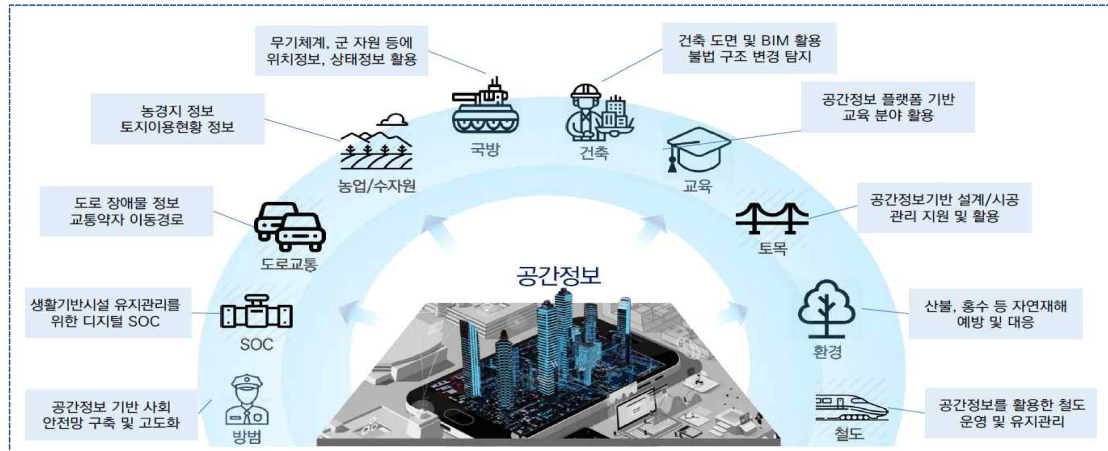 무기체계, 군 자원 등에
위치정보, 상태정보 활용
국방
건축 도면 및 BIM 활용
불법 구조 변경 탐지
건축
농경지 정보
토지이용현황 정보
농업/수자원
공간정보 플랫폼 기반
교육 분야 활용
교육
도로 장애물 정보
교통약자 이동경로
도로교통
공간정보기반 설계/시공
관리 지원 및 활용
토목
공간정보
생활기반시설 유지관리를
위한 디지털 SOC
SOC
산불, 홍수 등 자연재해
예방 및 대응
환경
공간정보 기반 사회
안전망 구축 및 고도화
방범
공간정보를 활용한 철도
운영 및 유지관리
철도